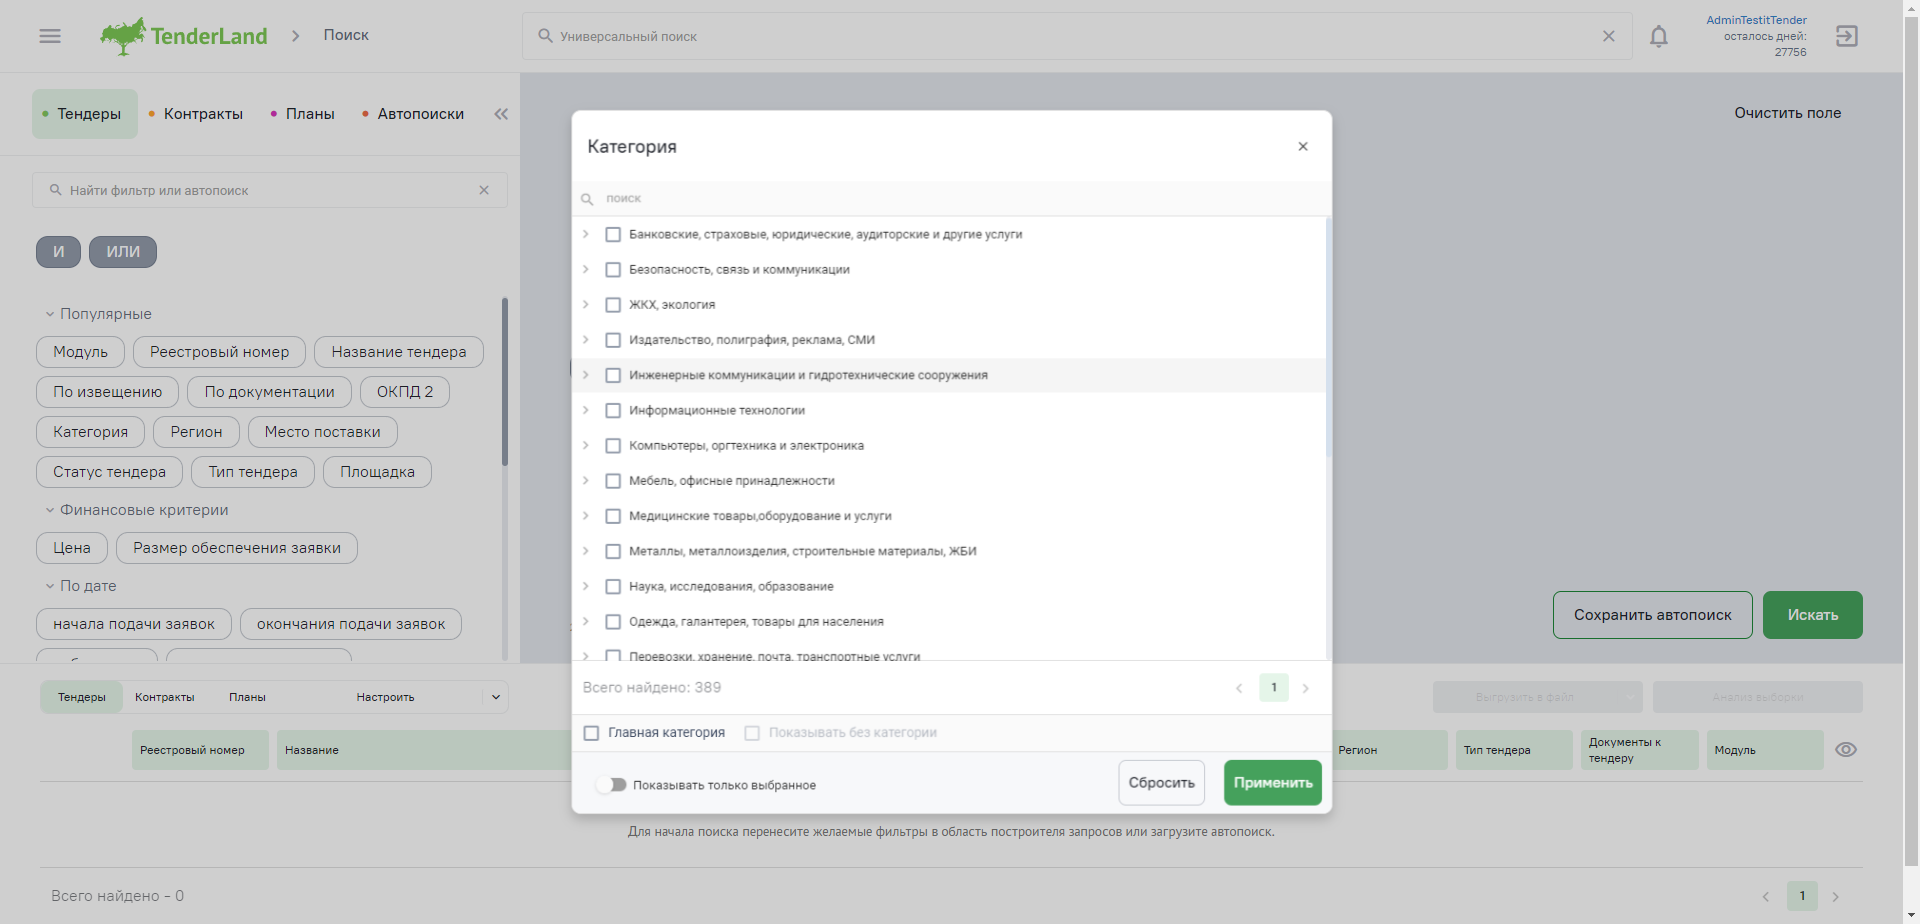 TenderLand
Поиск
Универсальный поиск
AdminTestitTender
осталось дней:
27756
Тендеры
Контракты
Планы
Автопоиски
Очистить поле
Найти фильтр или автопоиск
И
ИЛИ
Популярные
Модуль
Реестровый номер
Название тендера
По извещению
По документации
ОКПД 2
Категория
Регион
Место поставки
Статус тендера
Тип тендера
Площадка
Финансовые критерии
Цена
Размер обеспечения заявки
По дате
начала подачи заявок
окончания подачи заявок
Категория
поиск
Банковские, страховые, юридические, аудиторские и другие услуги
Безопасность, связь и коммуникации
ЖКХ, экология
Издательство, полиграфия, реклама, СМИ
Инженерные коммуникации и гидротехнические сооружения
Информационные технологии
Компьютеры, оргтехника и электроника
Мебель, офисные принадлежности
Медицинские товары,оборудование и услуги
Металлы, металлоизделия, строительные материалы, ЖБИ
Наука, исследования, образование
Одежда, галантерея, товары для населения
Перевозки, хранение, почта, транспортные услуги
Всего найдено: 389
1
Главная категория
Показывать без категории
Показывать только выбранное
Сбросить
Применить
Сохранить автопоиск
Искать
Тендеры
Контракты
Планы
Настроить
Выгрузить в файл
Анализ выборки
Реестровый номер
Название
Регион
Тип тендера
Документы к
тендеру
Модуль
Для начала поиска перенесите желаемые фильтры в область построителя запросов или загрузите автопоиск.
Всего найдено - 0
1